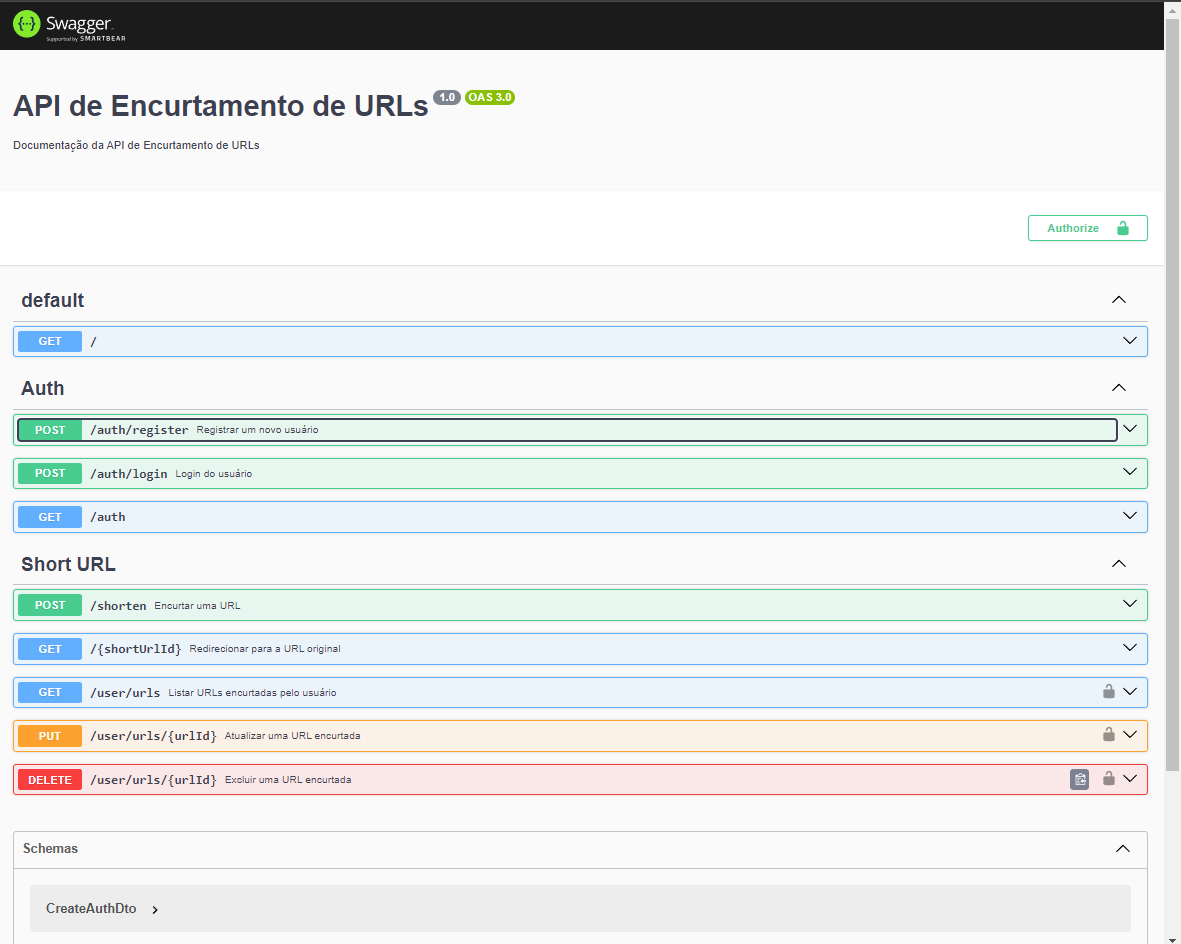 Swagger
Supported by SMARTBEAR
API de Encurtamento de URLs 1.0 OAS 3.0
Documentação da API de Encurtamento de URLs
Authorize
default
GET /
Auth
POST /auth/register Registrar um novo usuário
POST /auth/login Login do usuário
GET /auth
Short URL
POST /shorten Encurtar uma URL
GET /{shortUrlId} Redirecionar para a URL original
GET /user/urls Listar URLs encurtadas pelo usuário
PUT /user/urls/{urlId} Atualizar uma URL encurtada
DELETE /user/urls/{urlId} Excluir uma URL encurtada
Schemas
CreateAuthDto